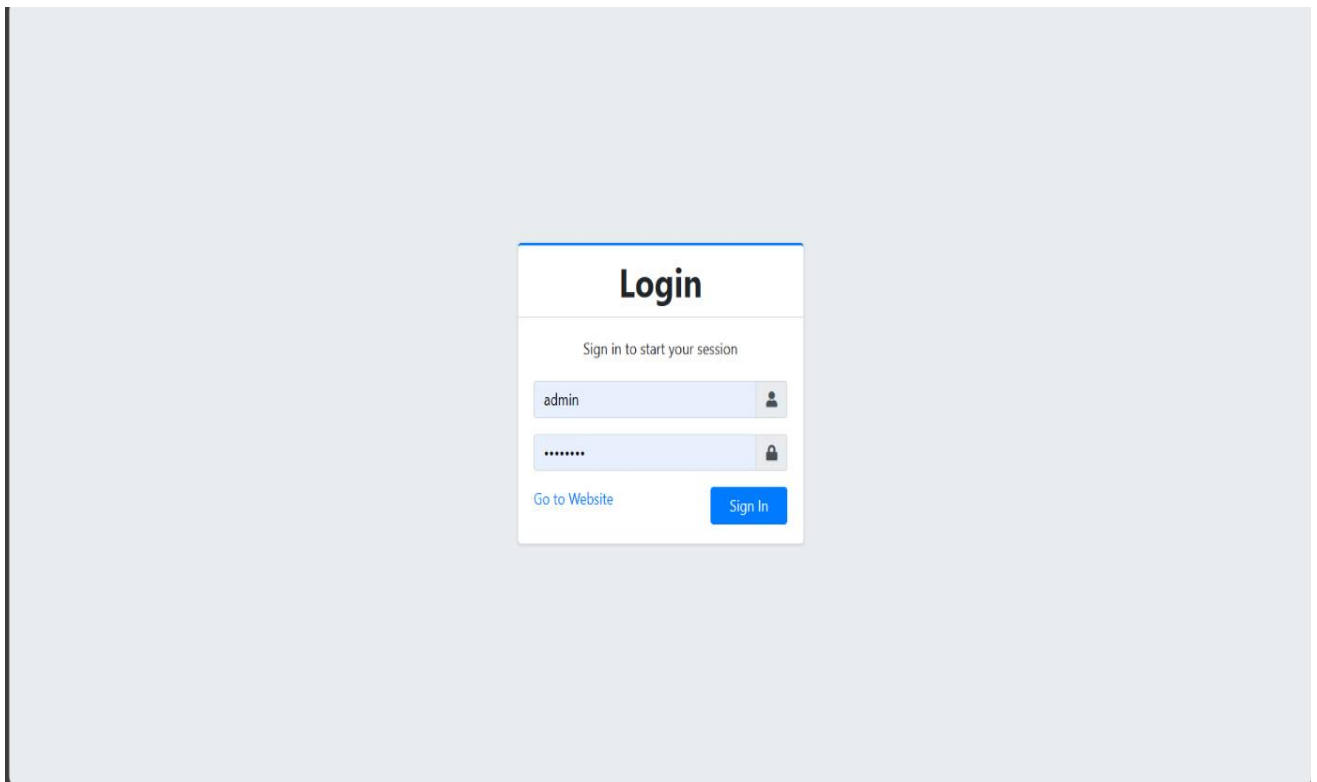 Login
Sign in to start your session
admin
••••••••
Go to Website
Sign In